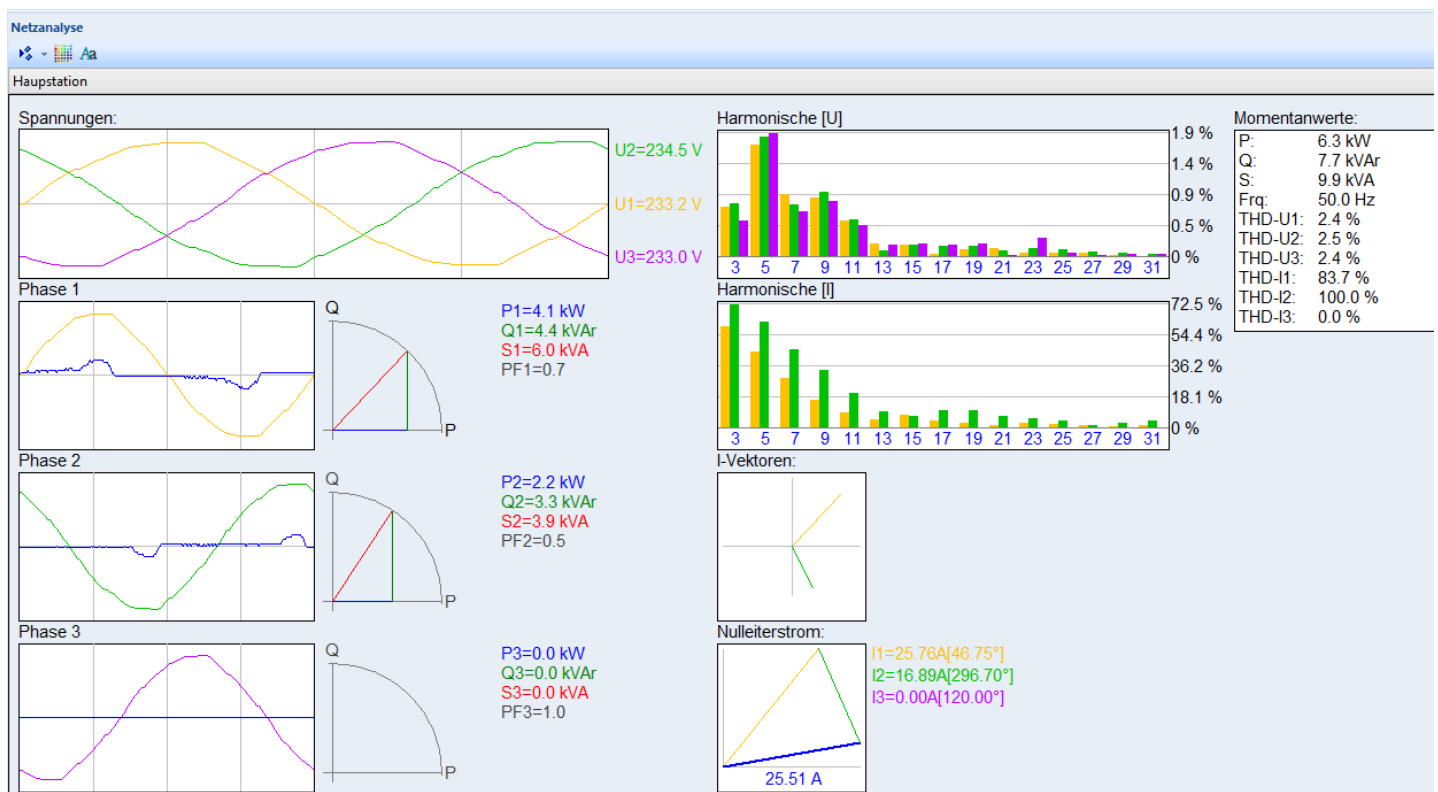 Netzanalyse
Aa
Haupstation
Spannungen:
U2=234.5 V
U1=233.2 V
U3=233.0 V
Harmonische [U]
1.9 %
1.4 %
0.9 %
0.5 %
0 %
3 5 7 9 11 13 15 17 19 21 23 25 27 29 31
Momentanwerte:
P: 6.3 kW
Q: 7.7 kVAr
S: 9.9 kVA
Frq: 50.0 Hz
THD-U1: 2.4 %
THD-U2: 2.5 %
THD-U3: 2.4 %
THD-I1: 83.7 %
THD-I2: 100.0 %
THD-I3: 0.0 %
Phase 1
Q
P
P1=4.1 kW
Q1=4.4 kVAr
S1=6.0 kVA
PF1=0.7
Harmonische [I]
72.5 %
54.4 %
36.2 %
18.1 %
0 %
3 5 7 9 11 13 15 17 19 21 23 25 27 29 31
Phase 2
Q
P
P2=2.2 kW
Q2=3.3 kVAr
S2=3.9 kVA
PF2=0.5
I-Vektoren:
Phase 3
Q
P
P3=0.0 kW
Q3=0.0 kVAr
S3=0.0 kVA
PF3=1.0
Nulleiterstrom:
I1=25.76A[46.75°]
I2=16.89A[296.70°]
I3=0.00A[120.00°]
25.51 A